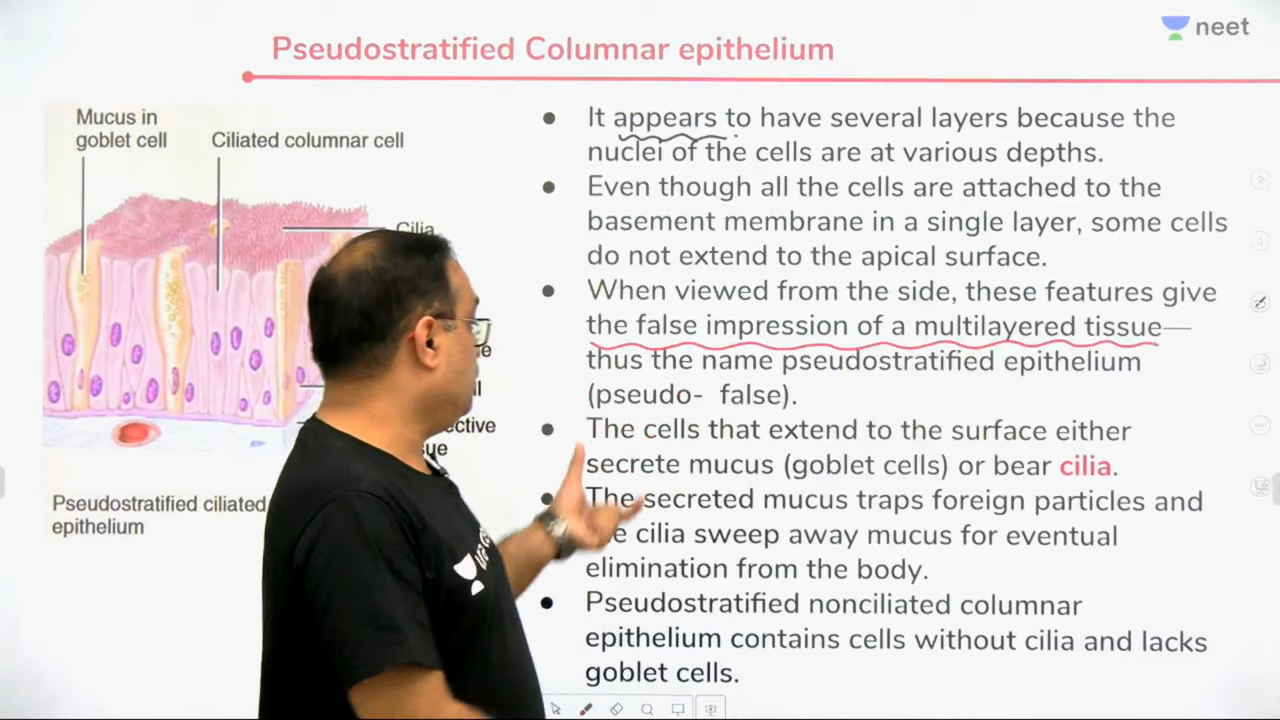 Pseudostratified Columnar epithelium
neet
Mucus in
goblet cell
Ciliated columnar cell
Cilia
Pseudostratified ciliated
epithelium
It appears to have several layers because the
nuclei of the cells are at various depths.
Even though all the cells are attached to the
basement membrane in a single layer, some cells
do not extend to the apical surface.
When viewed from the side, these features give
the false impression of a multilayered tissue—
thus the name pseudostratified epithelium
(pseudo- false).
The cells that extend to the surface either
secrete mucus (goblet cells) or bear cilia.
The secreted mucus traps foreign particles and
cilia sweep away mucus for eventual
elimination from the body.
Pseudostratified nonciliated columnar
epithelium contains cells without cilia and lacks
goblet cells.